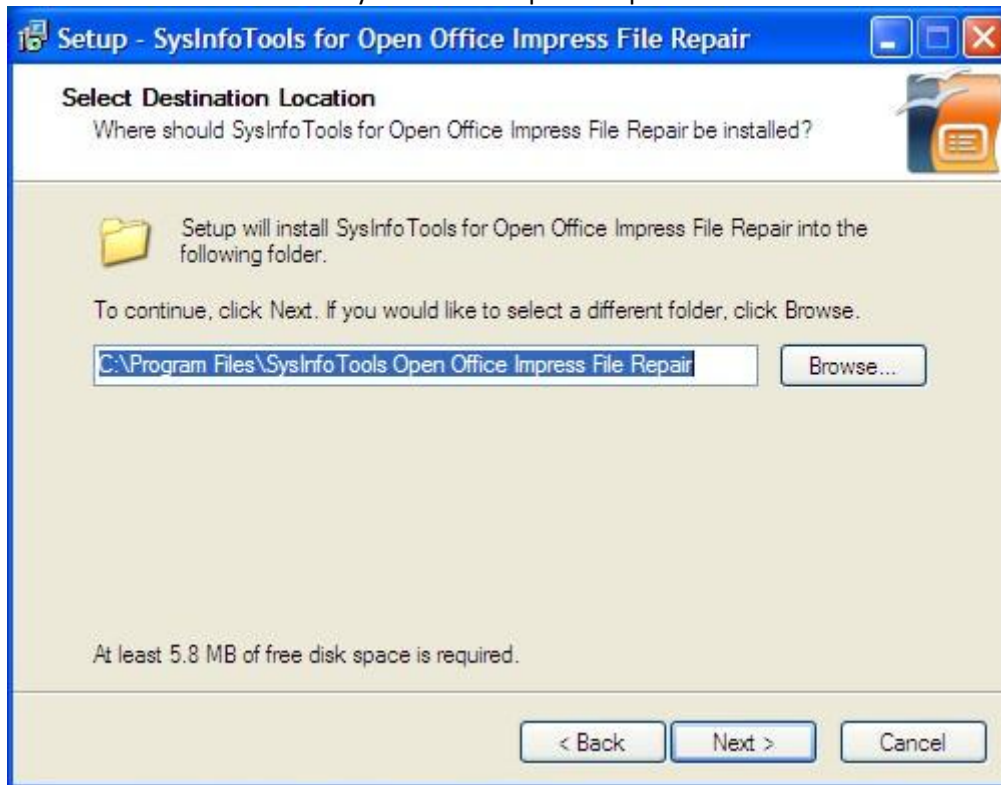 Setup - SysInfoTools for Open Office Impress File Repair
Select Destination Location
Where should SysInfoTools for Open Office Impress File Repair be installed?
Setup will install SysInfoTools for Open Office Impress File Repair into the
following folder.
To continue, click Next. If you would like to select a different folder, click Browse.
C:\Program Files\SysInfoTools Open Office Impress File Repair
Browse...
At least 5.8 MB of free disk space is required.
< Back
Next >
Cancel